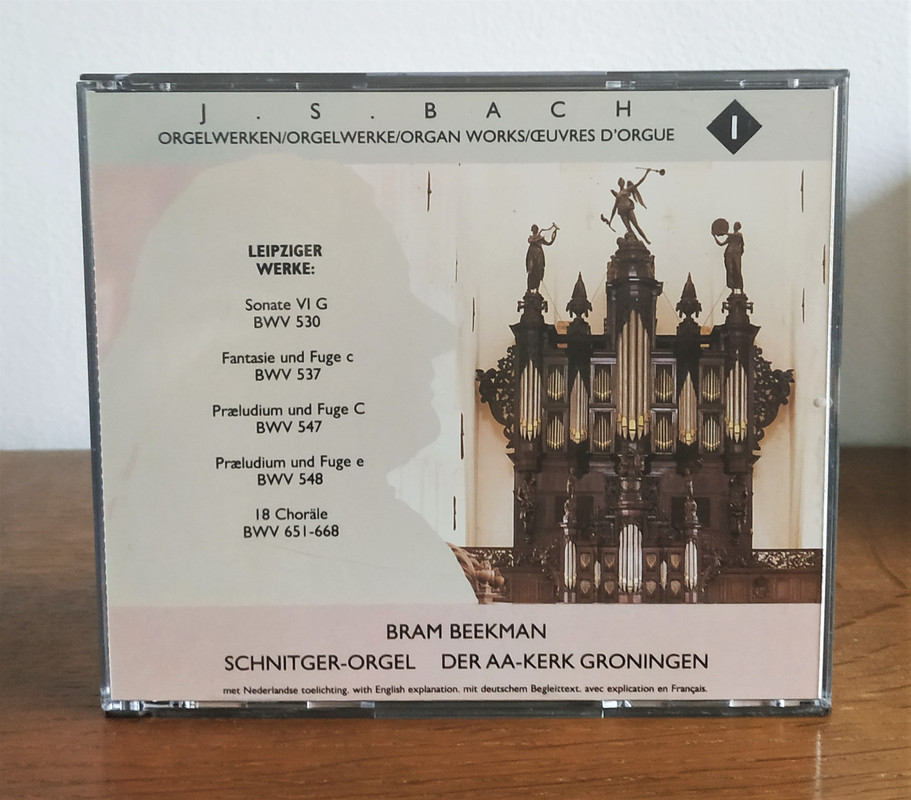 J. S. BACH
ORGELWERKEN/ORGELWERKE/ORGAN WORKS/ŒUVRES D'ORGUE
I
LEIPZIGER
WERKE:
Sonate VI G
BWV 530
Fantasie und Fuge c
BWV 537
Præludium und Fuge C
BWV 547
Præludium und Fuge e
BWV 548
18 Choräle
BWV 651-668
BRAM BEEKMAN
SCHNITGER-ORGEL DER AA-KERK GRONINGEN
met Nederlandse toelichting. with English explanation. mit deutschem Begleittext. avec explication en Français.